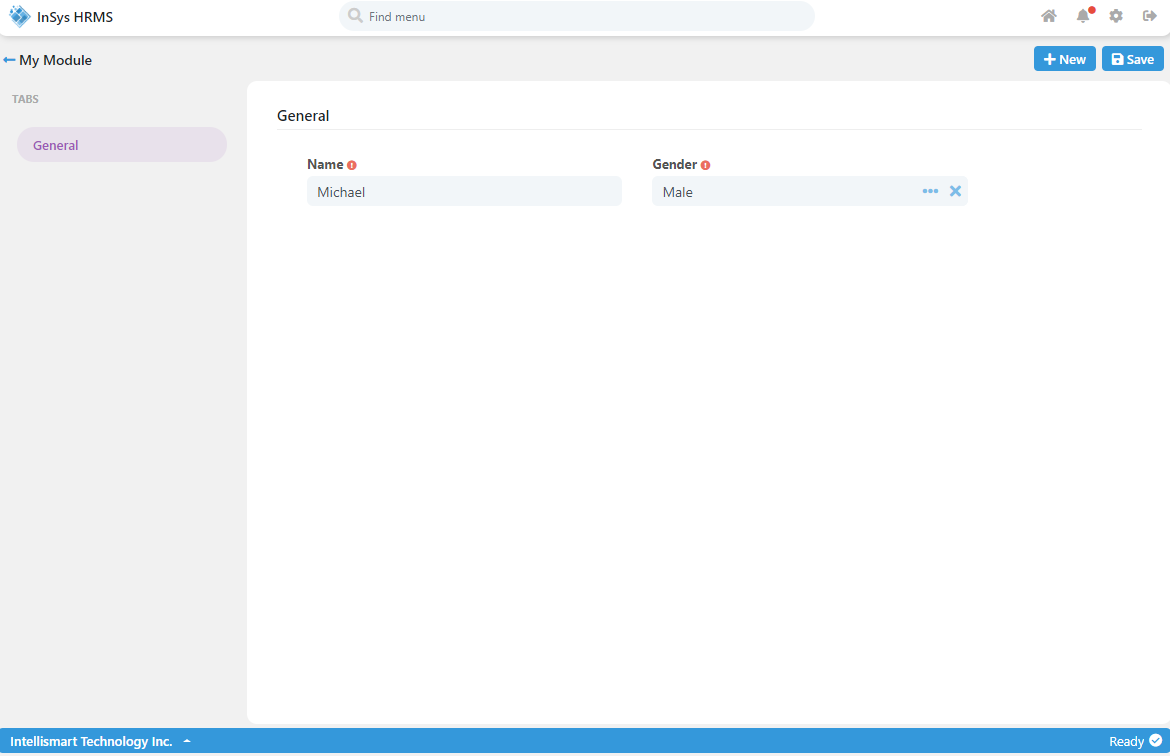 InSys HRMS
Find menu
My Module
New
Save
TABS
General
General
Name
Gender
Michael
Male
Intellismart Technology Inc.
Ready